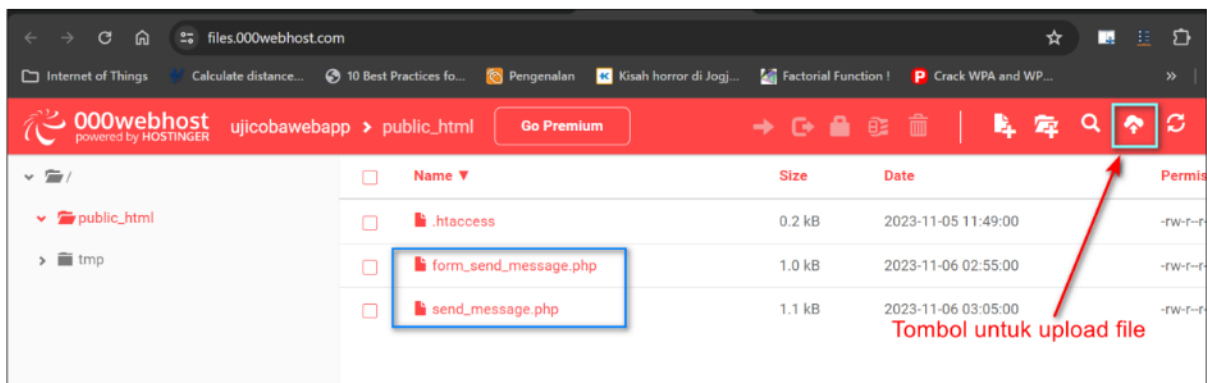 files.000webhost.com
Internet of Things Calculate distance... 10 Best Practices fo... Pengenalan Kisah horror di Jogj... Factorial Function ! Crack WPA and WP... »
000webhost
powered by HOSTINGER
ujicobawebapp > public_html Go Premium
/
Name ▼ Size Date Permis
public_html
.htaccess 0.2 kB 2023-11-05 11:49:00 -rw-r--r-
tmp
form_send_message.php 1.0 kB 2023-11-06 02:55:00 -rw-r--r-
send_message.php 1.1 kB 2023-11-06 03:05:00 -rw-r--r-
Tombol untuk upload file